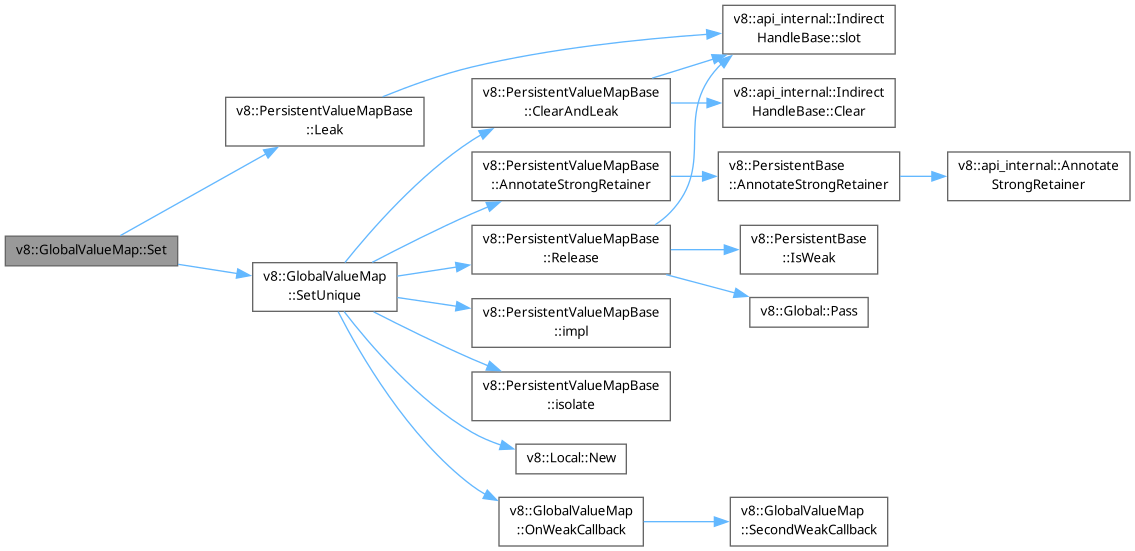 v8::GlobalValueMap::Set
v8::PersistentValueMapBase
::Leak
v8::GlobalValueMap
::SetUnique
v8::PersistentValueMapBase
::ClearAndLeak
v8::PersistentValueMapBase
::AnnotateStrongRetainer
v8::PersistentValueMapBase
::Release
v8::PersistentValueMapBase
::impl
v8::PersistentValueMapBase
::isolate
v8::Local::New
v8::GlobalValueMap
::OnWeakCallback
v8::api_internal::Indirect
HandleBase::slot
v8::api_internal::Indirect
HandleBase::Clear
v8::PersistentBase
::AnnotateStrongRetainer
v8::PersistentBase
::IsWeak
v8::Global::Pass
v8::GlobalValueMap
::SecondWeakCallback
v8::api_internal::Annotate
StrongRetainer